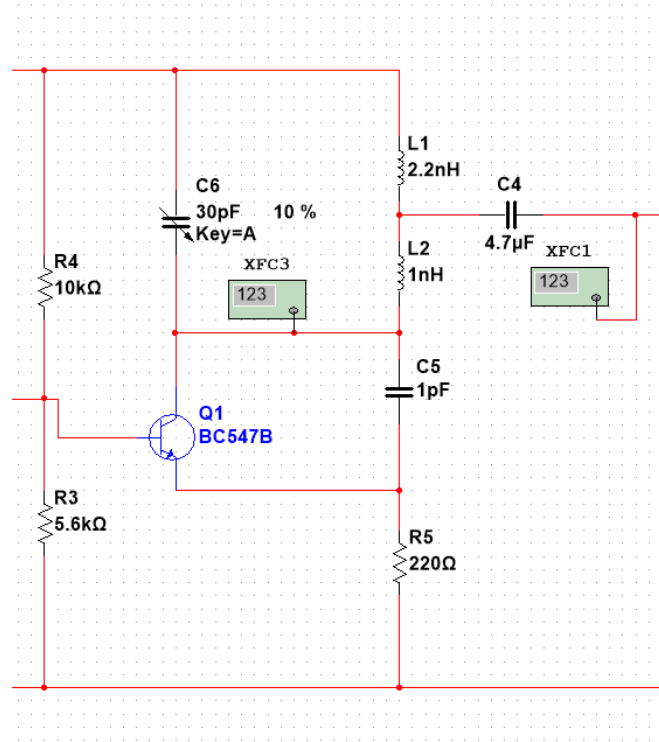 L1
2.2nH
C6
30pF 10 %
Key=A
C4
4.7µF
R4
10kΩ
XFC3
123
L2
1nH
XFC1
123
C5
1pF
Q1
BC547B
R3
5.6kΩ
R5
220Ω